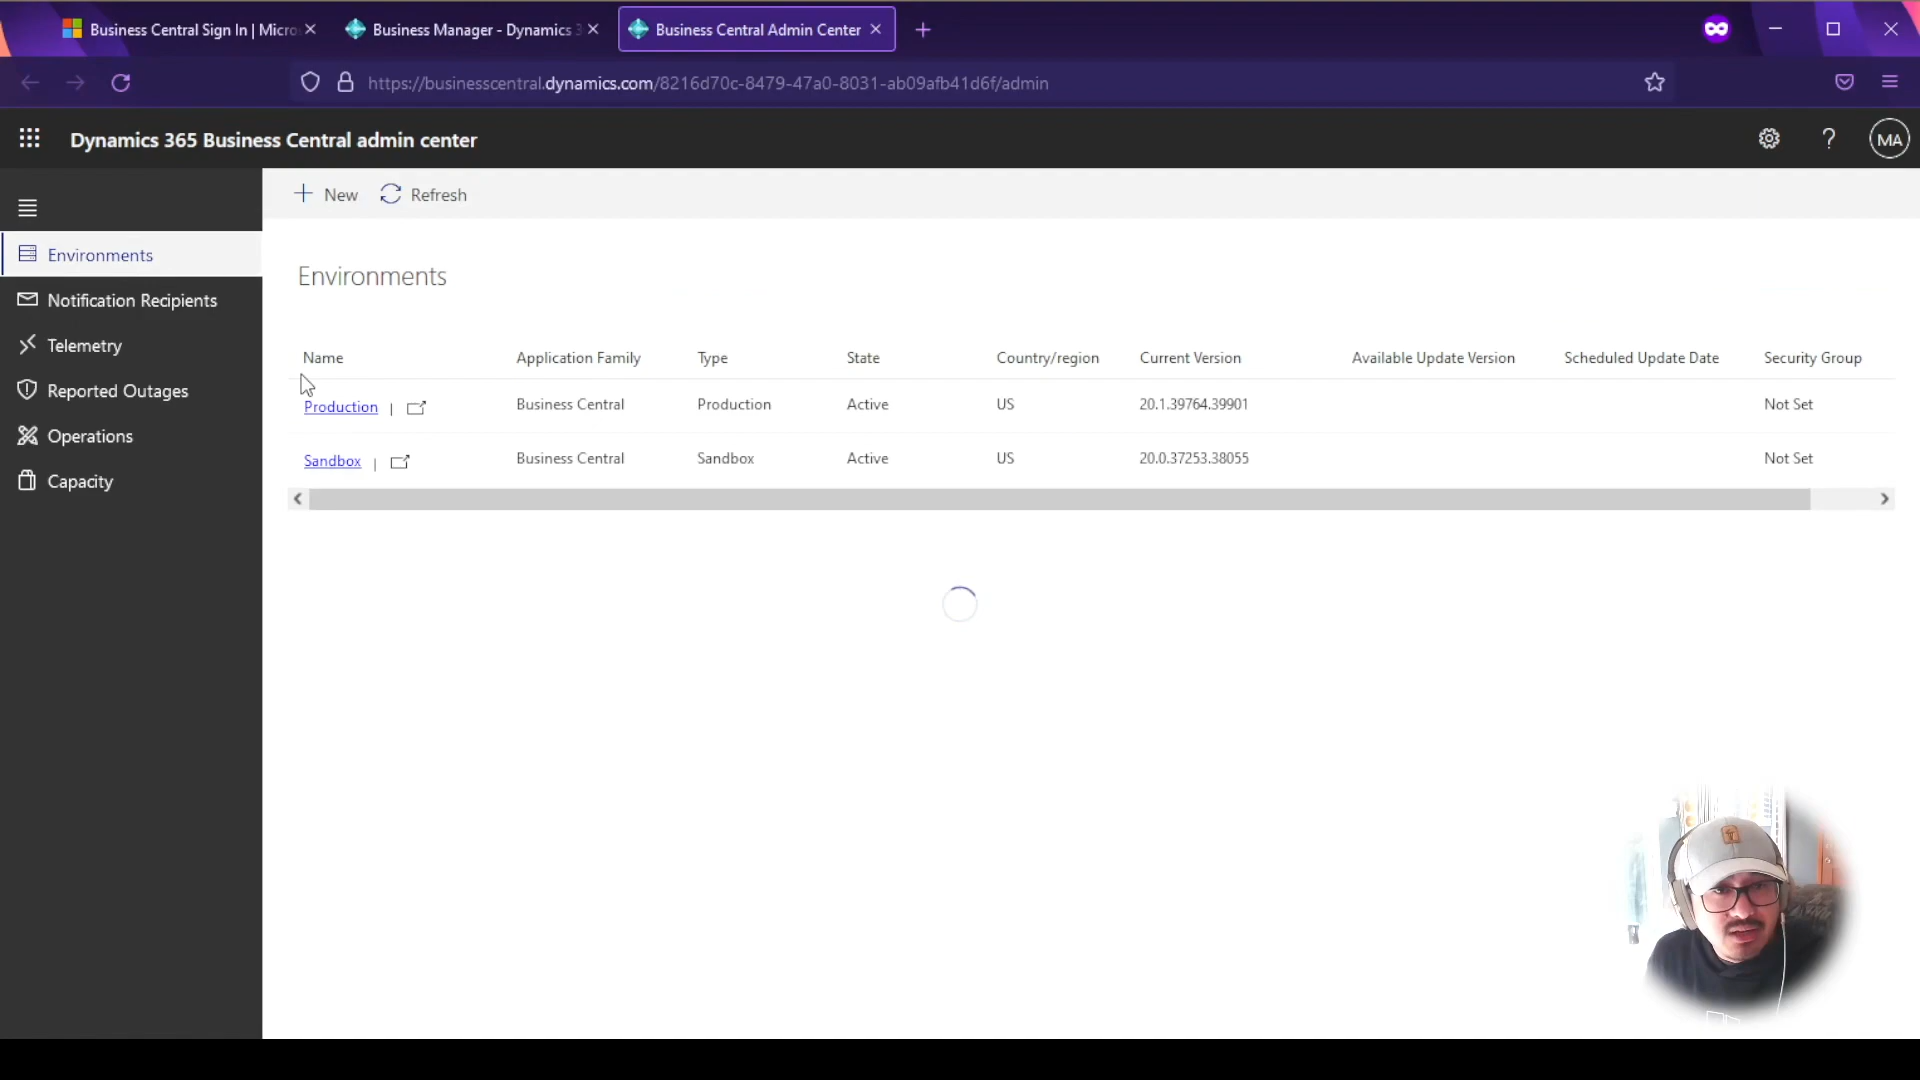 Business Central Sign In | Micro
Business Manager - Dynamics 3
Business Central Admin Center
https://businesscentral.dynamics.com/8216d70c-8479-47a0-8031-ab09afb41d6f/admin
Dynamics 365 Business Central admin center
?
MA
New
Refresh
Environments
Notification Recipients
Telemetry
Reported Outages
Operations
Capacity
Environments
Name Application Family Type State Country/region Current Version Available Update Version Scheduled Update Date Security Group
Production | Business Central Production Active US 20.1.39764.39901 Not Set
Sandbox | Business Central Sandbox Active US 20.0.37253.38055 Not Set